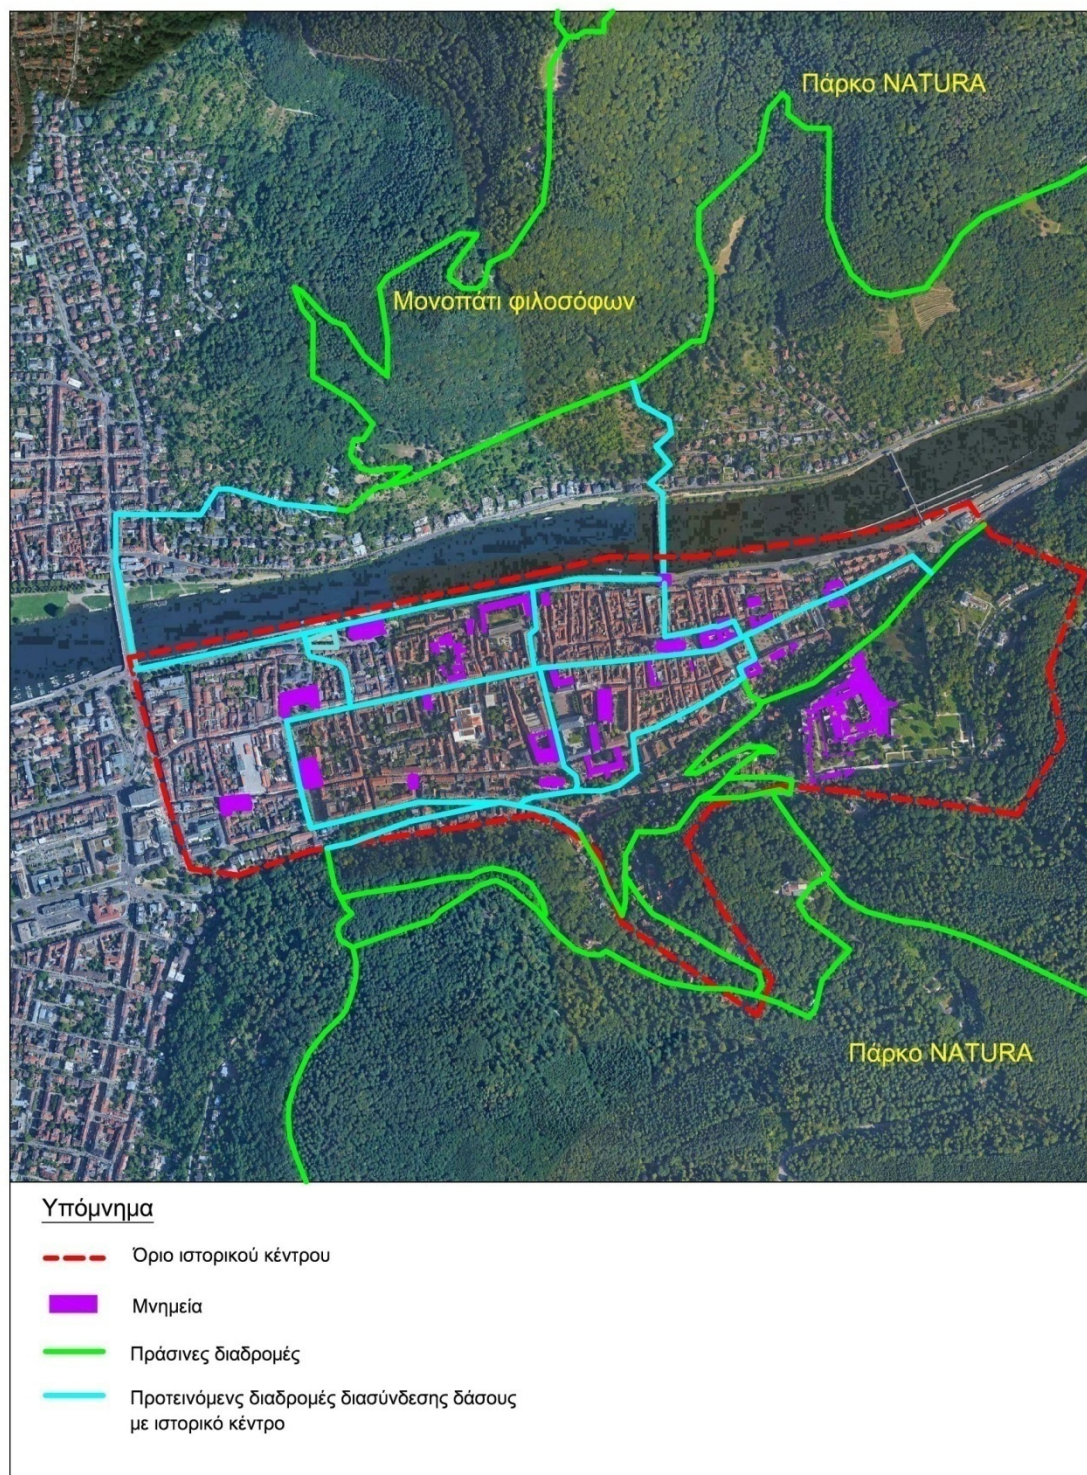 Πάρκο NATURA
Μονοπάτι φιλοσόφων
Πάρκο NATURA
Υπόμνημα
Όριο ιστορικού κέντρου
Μνημεία
Πράσινες διαδρομές
Προτεινόμενς διαδρομές διασύνδεσης δάσους
με ιστορικό κέντρο